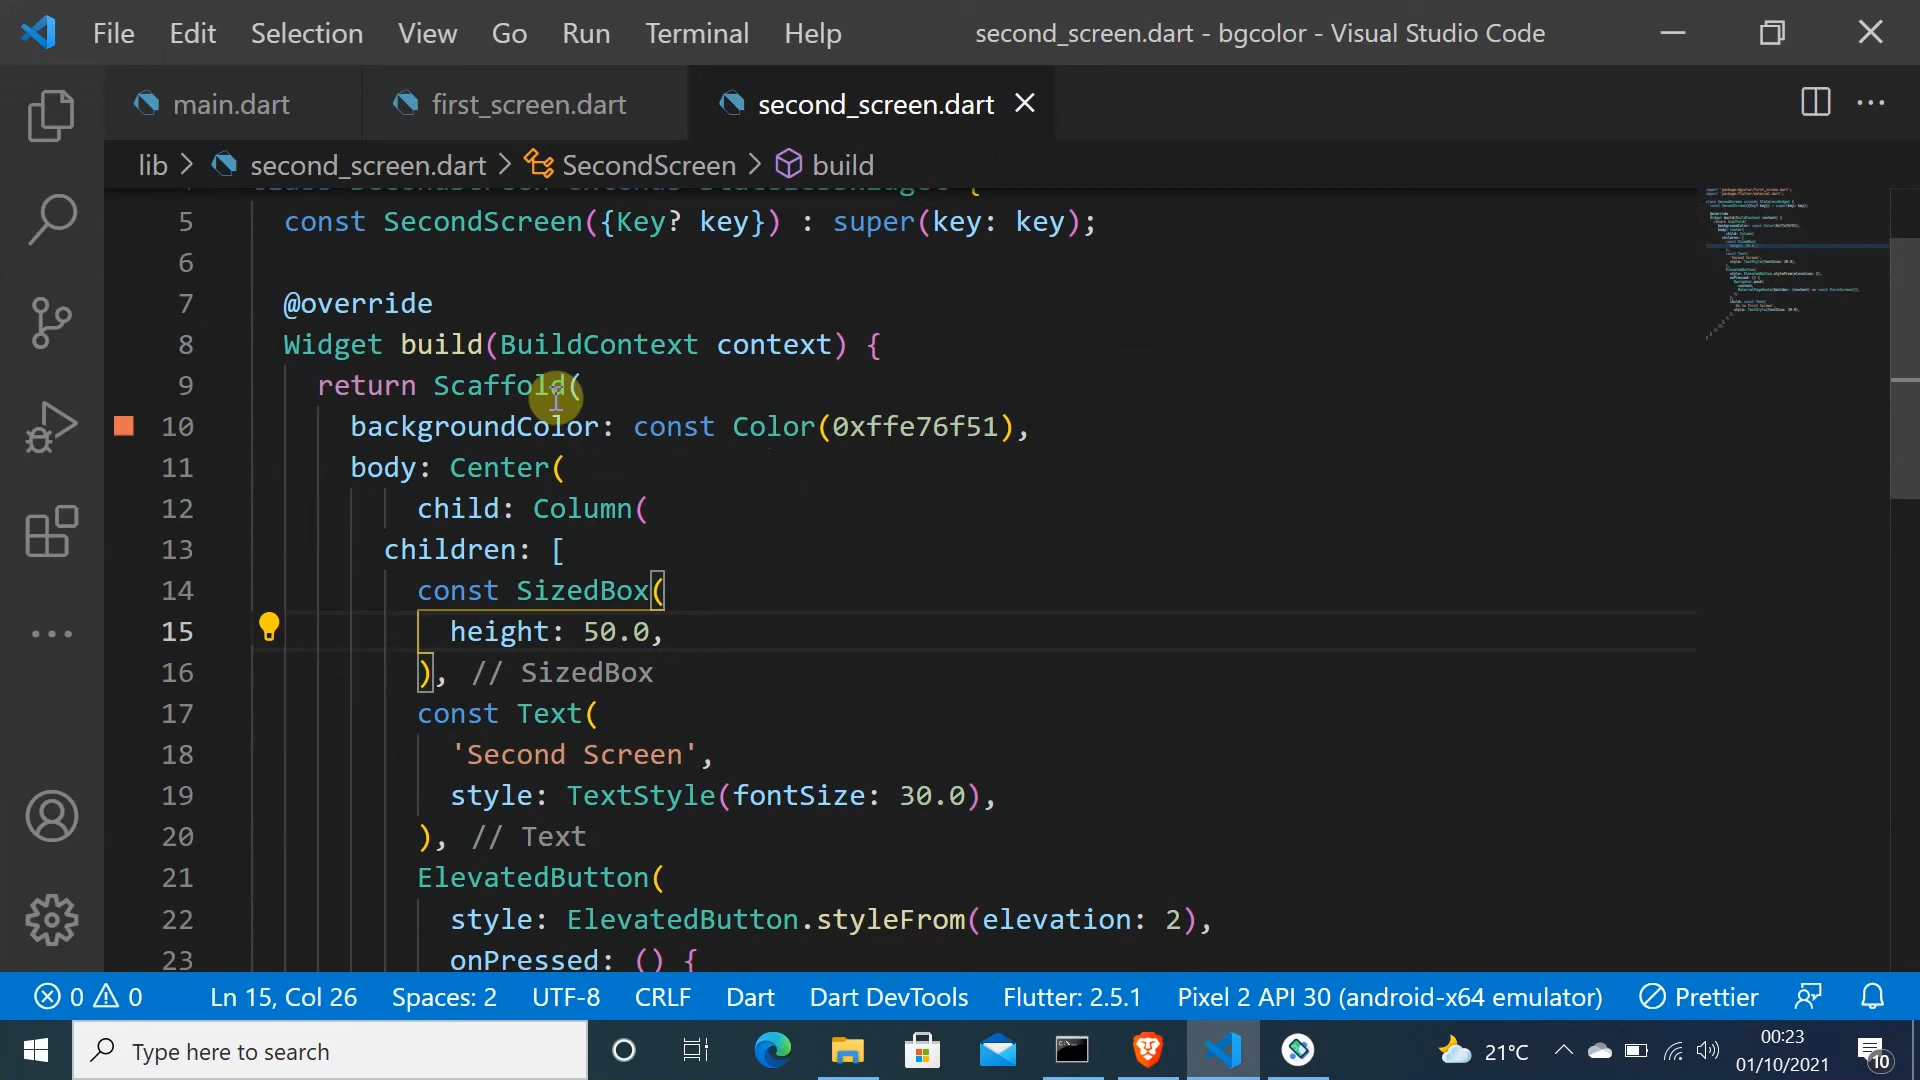 File Edit Selection View Go Run Terminal Help second_screen.dart - bgcolor - Visual Studio Code
main.dart first_screen.dart second_screen.dart
lib > second_screen.dart > SecondScreen > build
5 const SecondScreen({Key? key}) : super(key: key);
6
7 @override
8 Widget build(BuildContext context) {
9 return Scaffold(
10 backgroundColor: const Color(0xffe76f51),
11 body: Center(
12 child: Column(
13 children: [
14 const SizedBox(
15 height: 50.0,
16 ), // SizedBox
17 const Text(
18 'Second Screen',
19 style: TextStyle(fontSize: 30.0),
20 ), // Text
21 ElevatedButton(
22 style: ElevatedButton.styleFrom(elevation: 2),
23 onPressed: () {
0 0 Ln 15, Col 26 Spaces: 2 UTF-8 CRLF Dart Dart DevTools Flutter: 2.5.1 Pixel 2 API 30 (android-x64 emulator) Prettier
Type here to search 21°C 00:23
01/10/2021 10